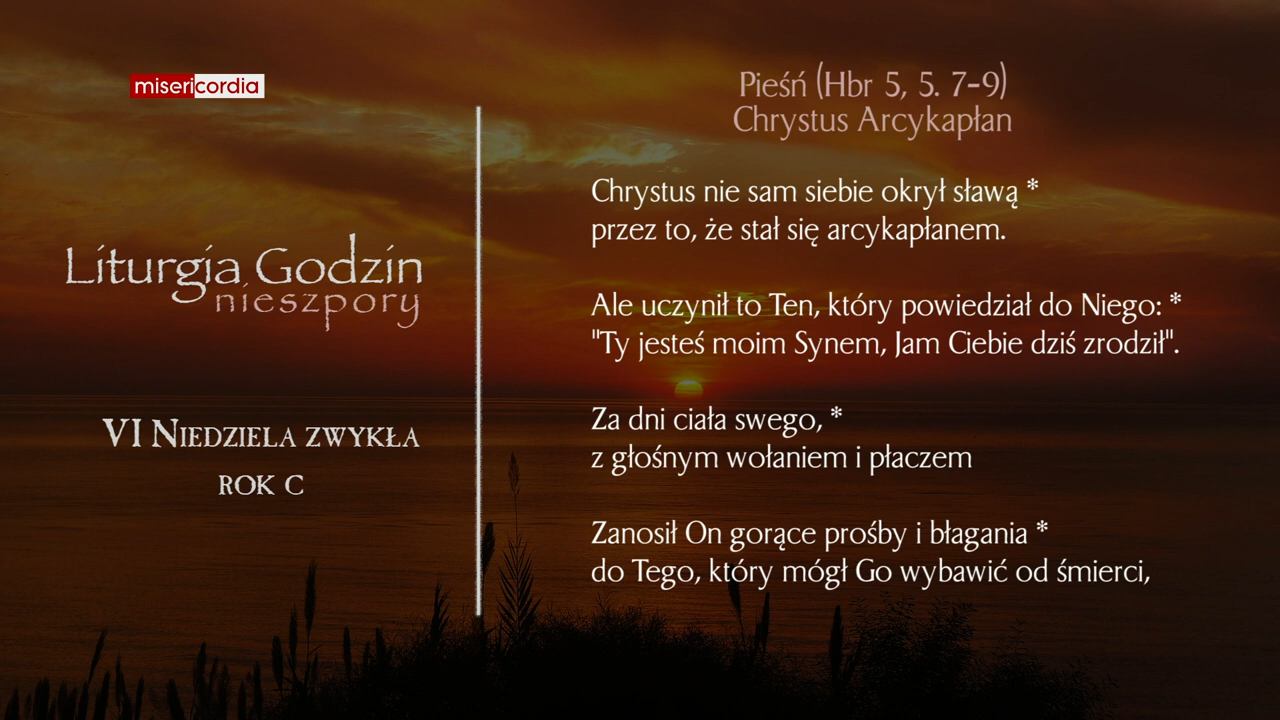 misericordia
Liturgia Godzin
nieszpory
VI Niedziela zwykła
rok C
Pieśń (Hbr 5, 5. 7-9)
Chrystus Arcykapłan
Chrystus nie sam siebie okrył sławą *
przez to, że stał się arcykapłanem.
Ale uczynił to Ten, który powiedział do Niego: *
"Ty jesteś moim Synem, Jam Ciebie dziś zrodził".
Za dni ciała swego, *
z głośnym wołaniem i płaczem
Zanosił On gorące prośby i błagania *
do Tego, który mógł Go wybawić od śmierci,